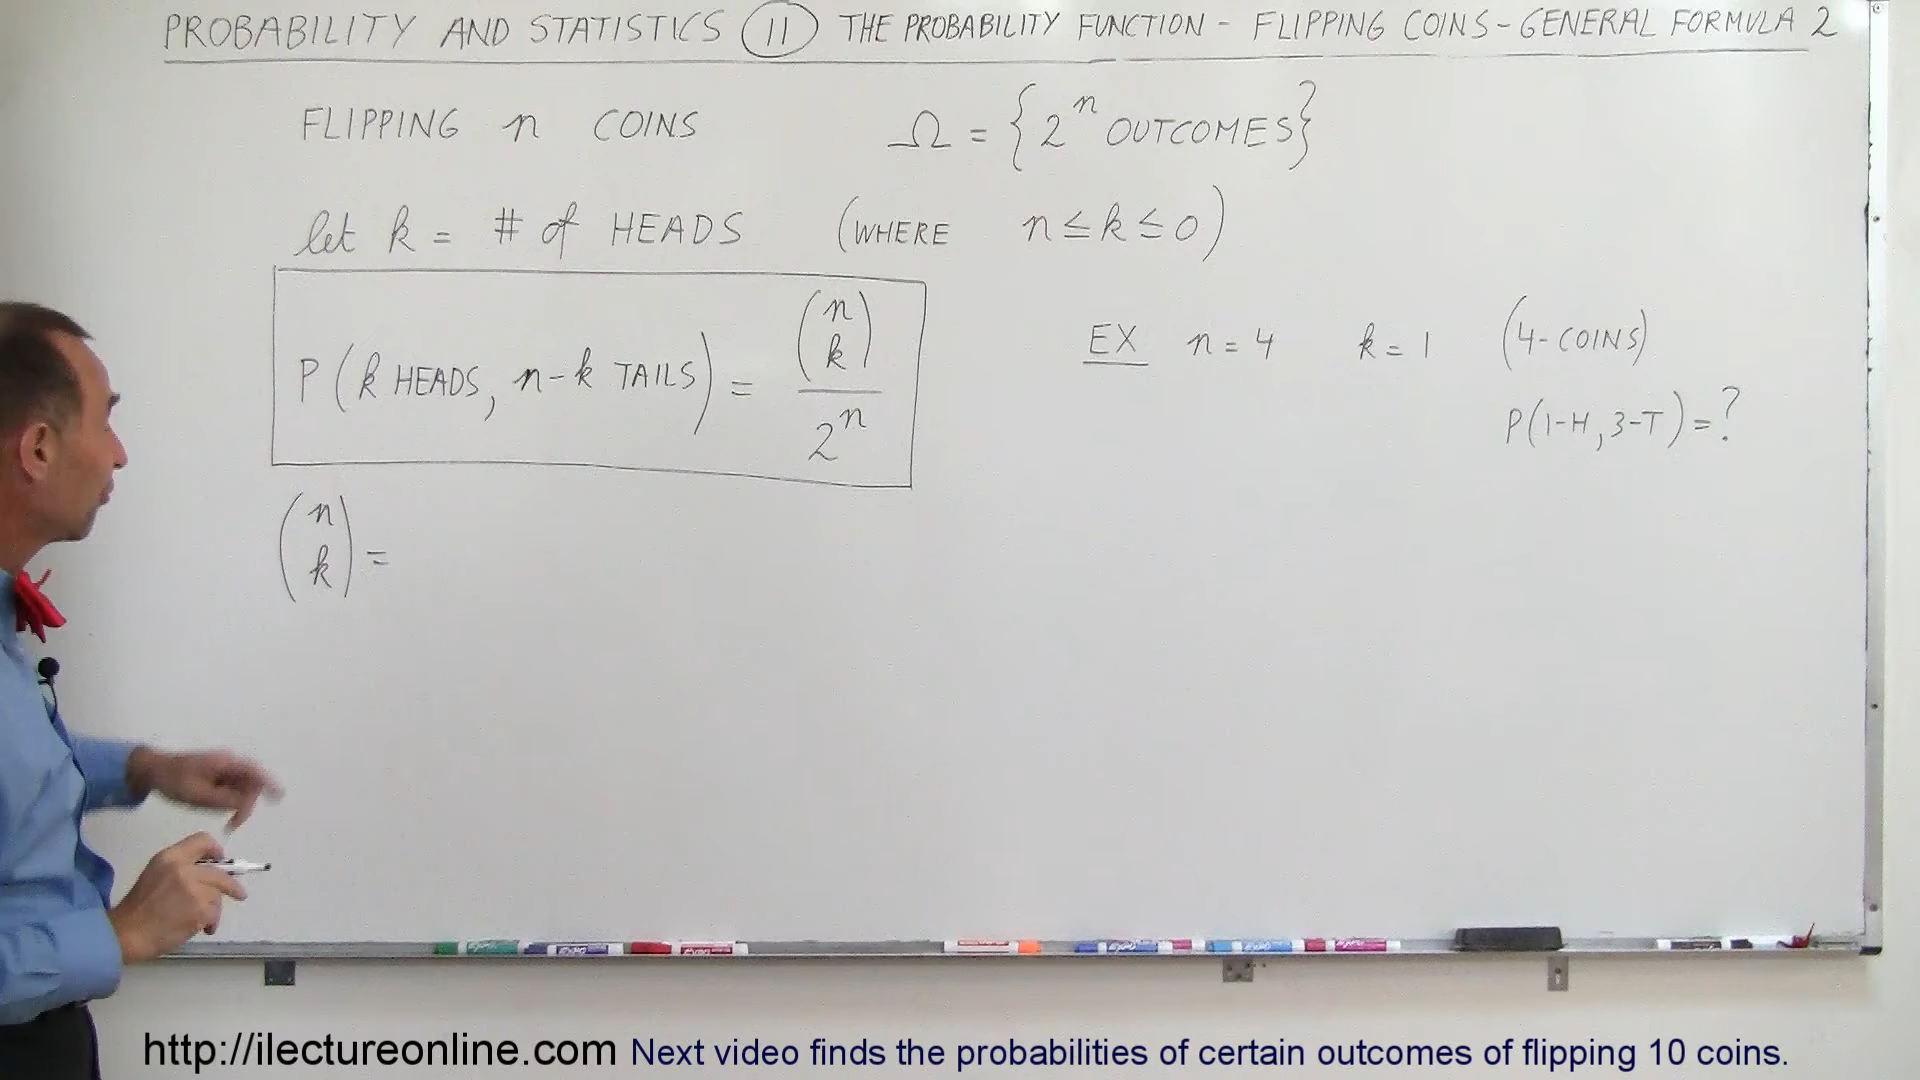 PROBABILITY AND STATISTICS 11 THE PROBABILITY FUNCTION - FLIPPING COINS - GENERAL FORMULA 2
FLIPPING n COINS Ω = {2^n OUTCOMES}
let k = # of HEADS (WHERE n ≤ k ≤ 0)
P(k HEADS, n-k TAILS) = (n k) / 2^n
EX n = 4 k = 1 (4-COINS)
P(1-H, 3-T) = ?
(n k) =
http://ilectureonline.com Next video finds the probabilities of certain outcomes of flipping 10 coins.